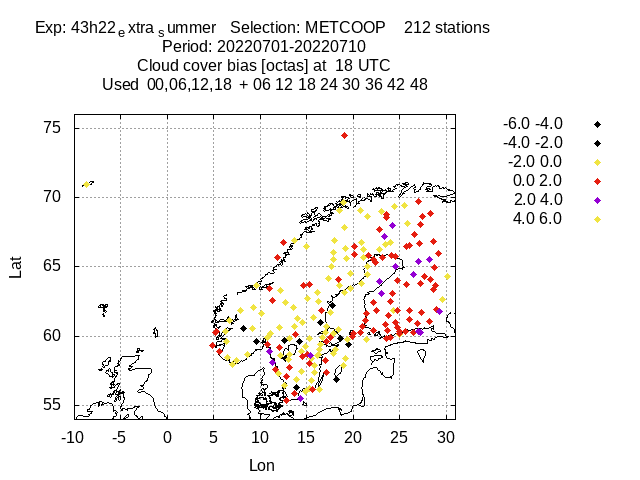 Exp: 43h22 e xtra s ummer Selection: METCOOP 212 stations
Period: 20220701-20220710
Cloud cover bias [octas] at 18 UTC
Used 00,06,12,18 + 06 12 18 24 30 36 42 48
-6.0 -4.0
-4.0 -2.0
-2.0 0.0
0.0 2.0
2.0 4.0
4.0 6.0
75
70
65
60
55
Lat
-10 -5 0 5 10 15 20 25 30
Lon